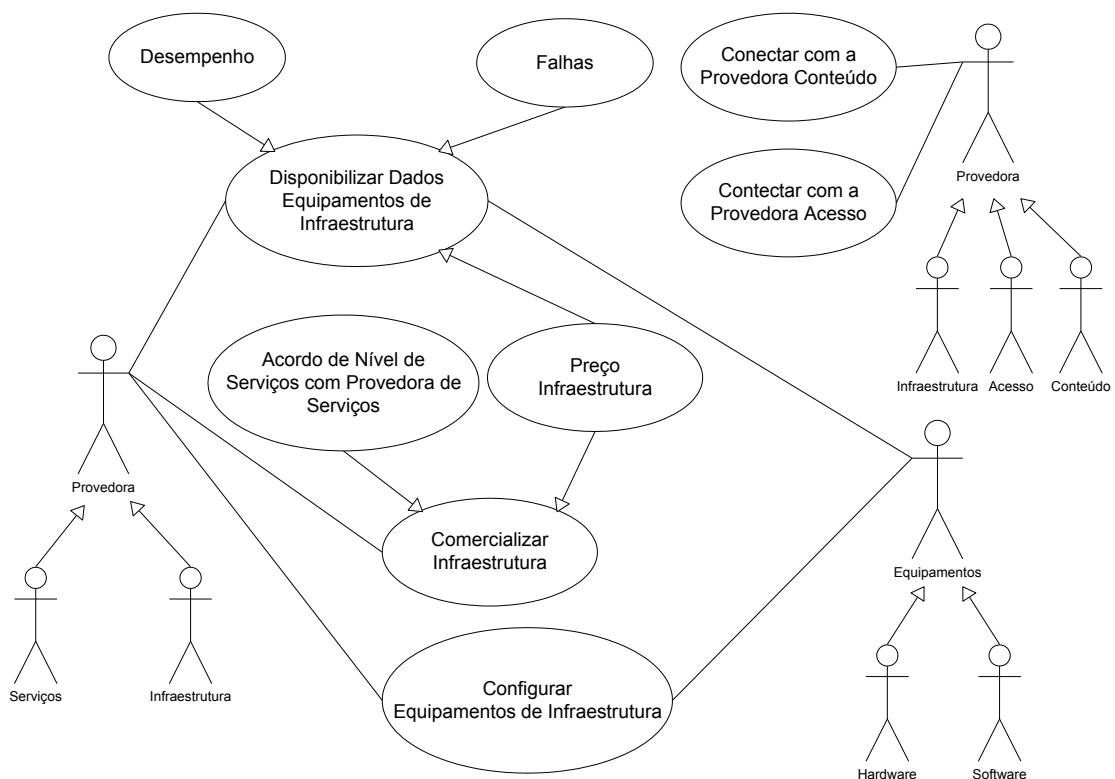 Desempenho
Falhas
Conectar com a
Provedora Conteúdo
Disponibilizar Dados
Equipamentos de
Infraestrutura
Contectar com a
Provedora Acesso
Provedora
Infraestrutura
Acesso
Conteúdo
Acordo de Nível de
Serviços com Provedora de
Serviços
Preço
Infraestrutura
Provedora
Comercializar
Infraestrutura
Equipamentos
Serviços
Infraestrutura
Configurar
Equipamentos de Infraestrutura
Hardware
Software